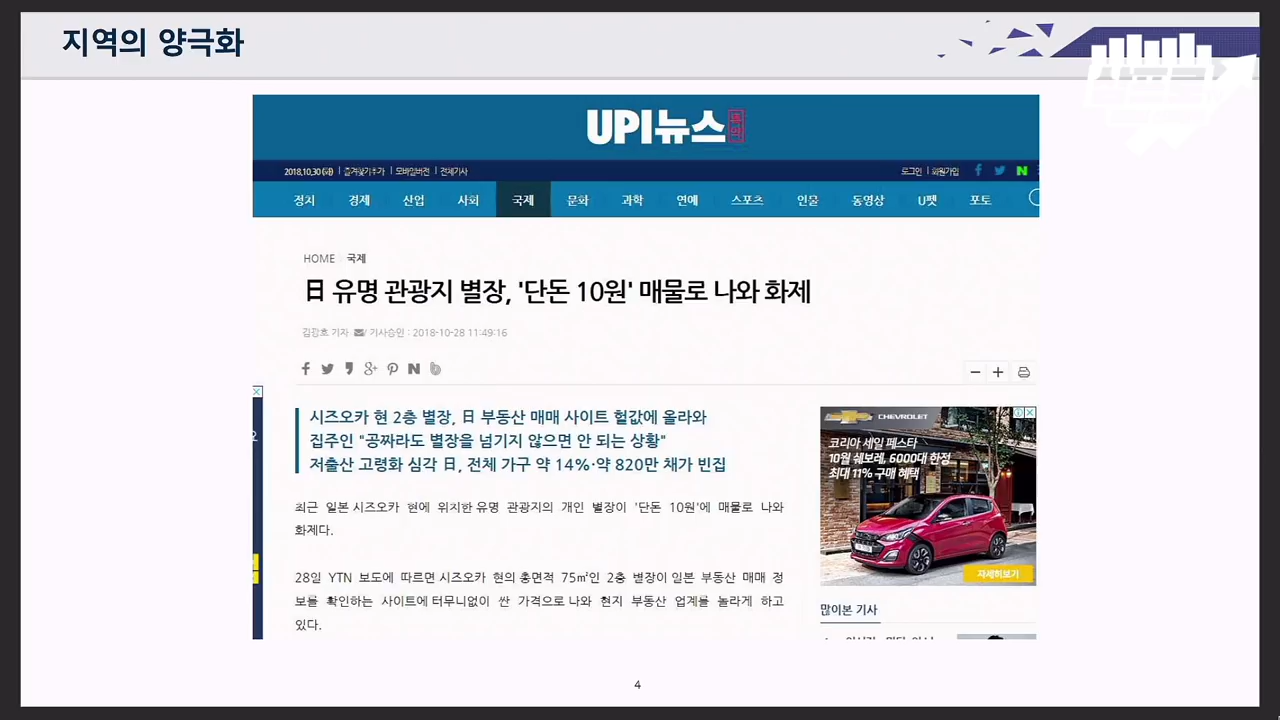 지역의 양극화
UPI뉴스
2018.10.30(화) 즐겨찾기추가 모바일버전 전체기사
로그인 회원가입
정치 경제 산업 사회 국제 문화 과학 연예 스포츠 인물 동영상 U펫 포토
HOME 국제
日 유명 관광지 별장, '단돈 10원' 매물로 나와 화제
김광호 기자 / 기사승인 : 2018-10-28 11:49:16
시즈오카 현 2층 별장, 日 부동산 매매 사이트 헐값에 올라와
집주인 "공짜라도 별장을 넘기지 않으면 안 되는 상황"
저출산 고령화 심각 日, 전체 가구 약 14%·약 820만 채가 빈집
최근 일본 시즈오카 현에 위치한 유명 관광지의 개인 별장이 '단돈 10원'에 매물로 나와
화제다.
YTN 보도에 따르면 시즈오카 현의 총면적 75㎡인 2층 별장이 일본 부동산 매매 정
보를 확인하는 사이트에 터무니없이 싼 가격으로 나와 현지 부동산 업계를 놀라게 하고
있다.
CHEVROLET
코리아 세일 페스타
10월 쉐보레, 6000대 한정
최대 11% 구매 혜택
자세히보기
많이본 기사
4